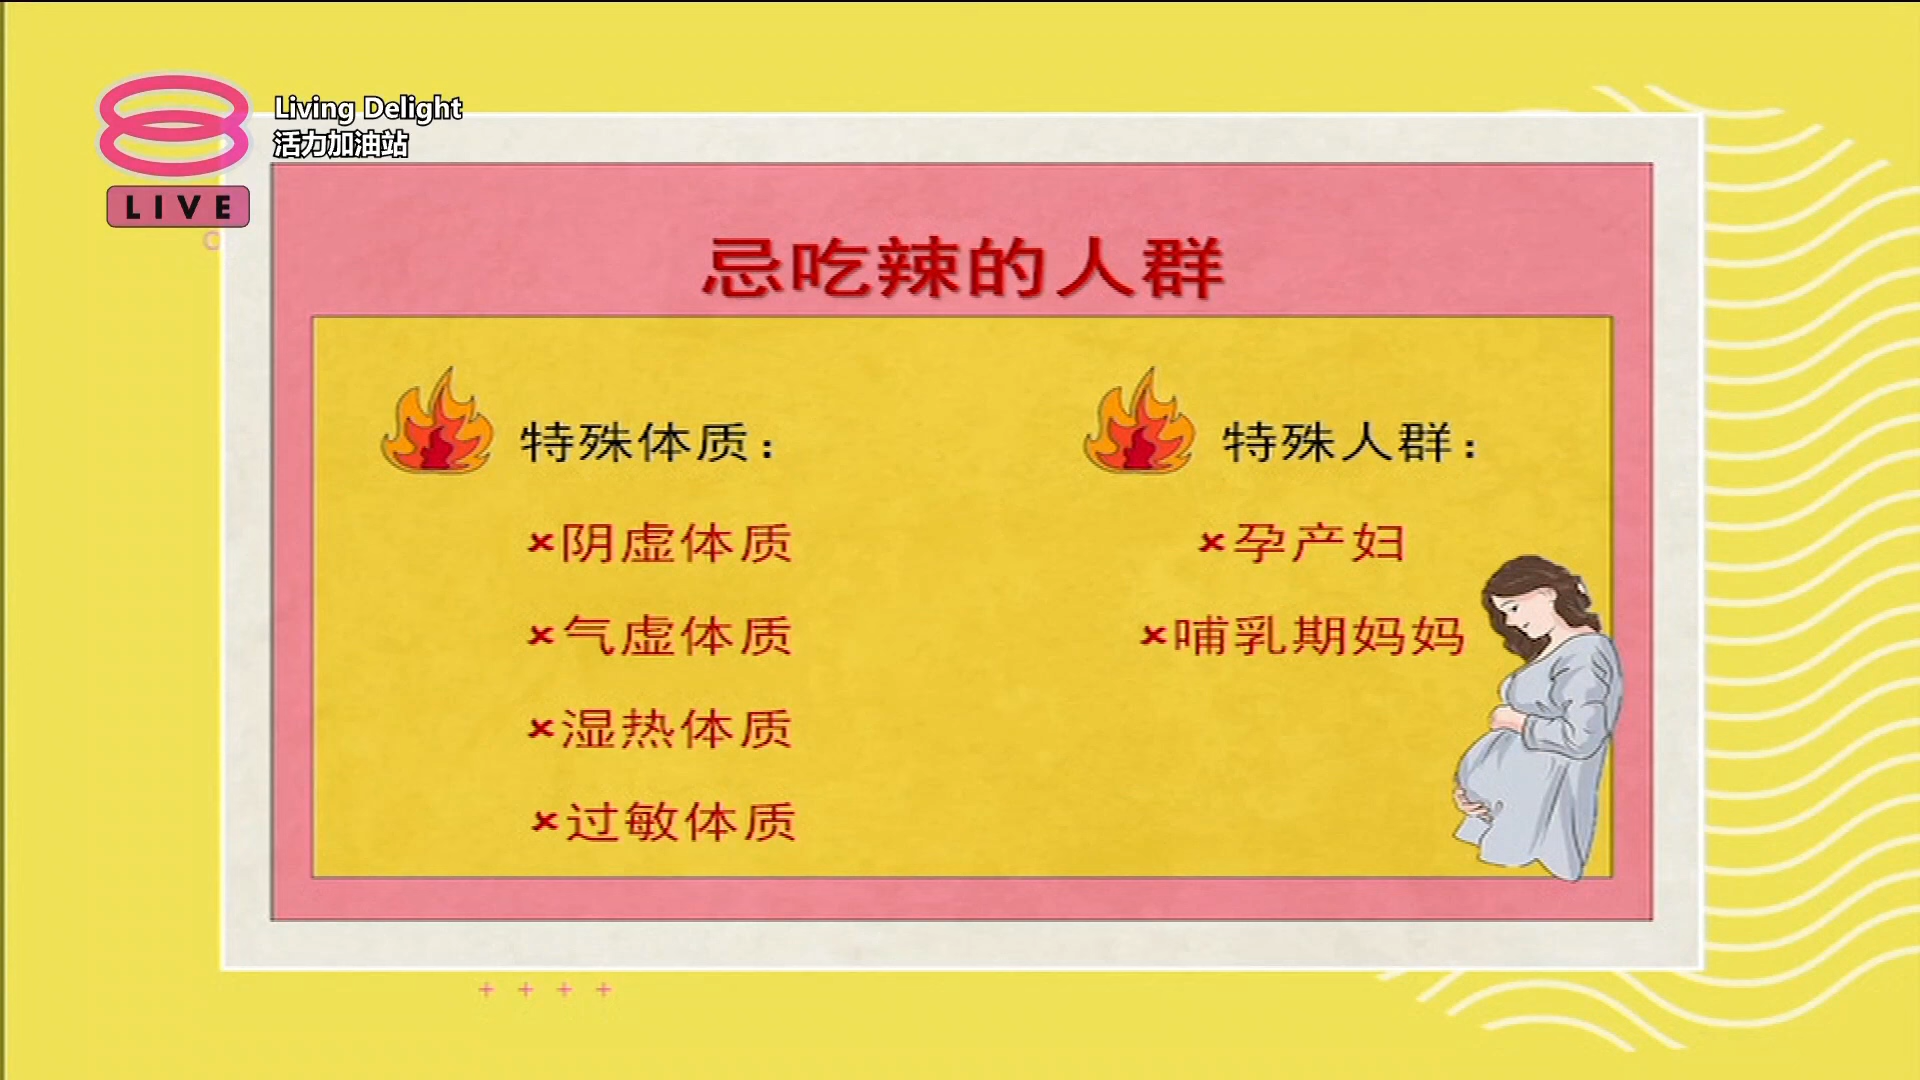 Living Delight
活力加油站
LIVE
忌吃辣的人群
特殊体质：
×阴虚体质
×气虚体质
×湿热体质
×过敏体质
特殊人群：
×孕产妇
×哺乳期妈妈